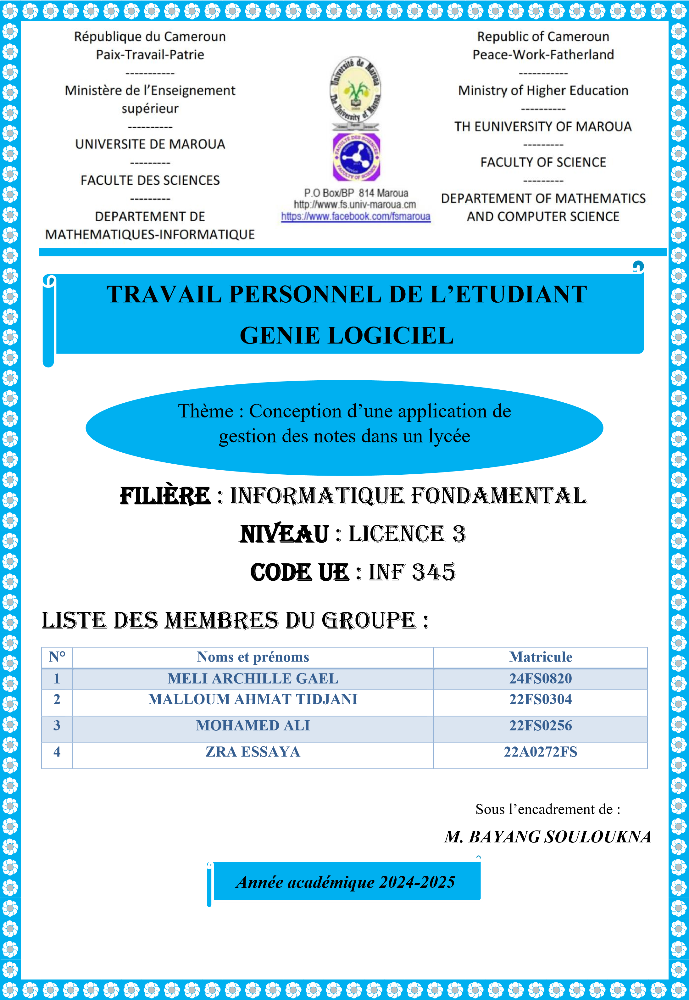 République du Cameroun
Paix-Travail-Patrie
-----------
Ministère de l'Enseignement
supérieur
----------
UNIVERSITE DE MAROUA
---------
FACULTE DES SCIENCES
---------
DEPARTEMENT DE
MATHEMATIQUES-INFORMATIQUE
Université de Maroua
The University of Maroua
FACULTÉ DES SCIENCES
FACULTY OF SCIENCE
P.O Box/BP 814 Maroua
http://www.fs.univ-maroua.cm
https://www.facebook.com/fsmaroua
Republic of Cameroun
Peace-Work-Fatherland
-----------
Ministry of Higher Education
----------
TH EUNIVERSITY OF MAROUA
---------
FACULTY OF SCIENCE
---------
DEPARTEMENT OF MATHEMATICS
AND COMPUTER SCIENCE
TRAVAIL PERSONNEL DE L'ETUDIANT
GENIE LOGICIEL
Thème : Conception d'une application de
gestion des notes dans un lycée
FILIÈRE : INFORMATIQUE FONDAMENTAL
NIVEAU : LICENCE 3
CODE UE : INF 345
LISTE DES MEMBRES DU GROUPE :
N° Noms et prénoms Matricule
1 MELI ARCHILLE GAEL 24FS0820
2 MALLOUM AHMAT TIDJANI 22FS0304
3 MOHAMED ALI 22FS0256
4 ZRA ESSAYA 22A0272FS
Sous l'encadrement de :
M. BAYANG SOULOUKNA
Année académique 2024-2025